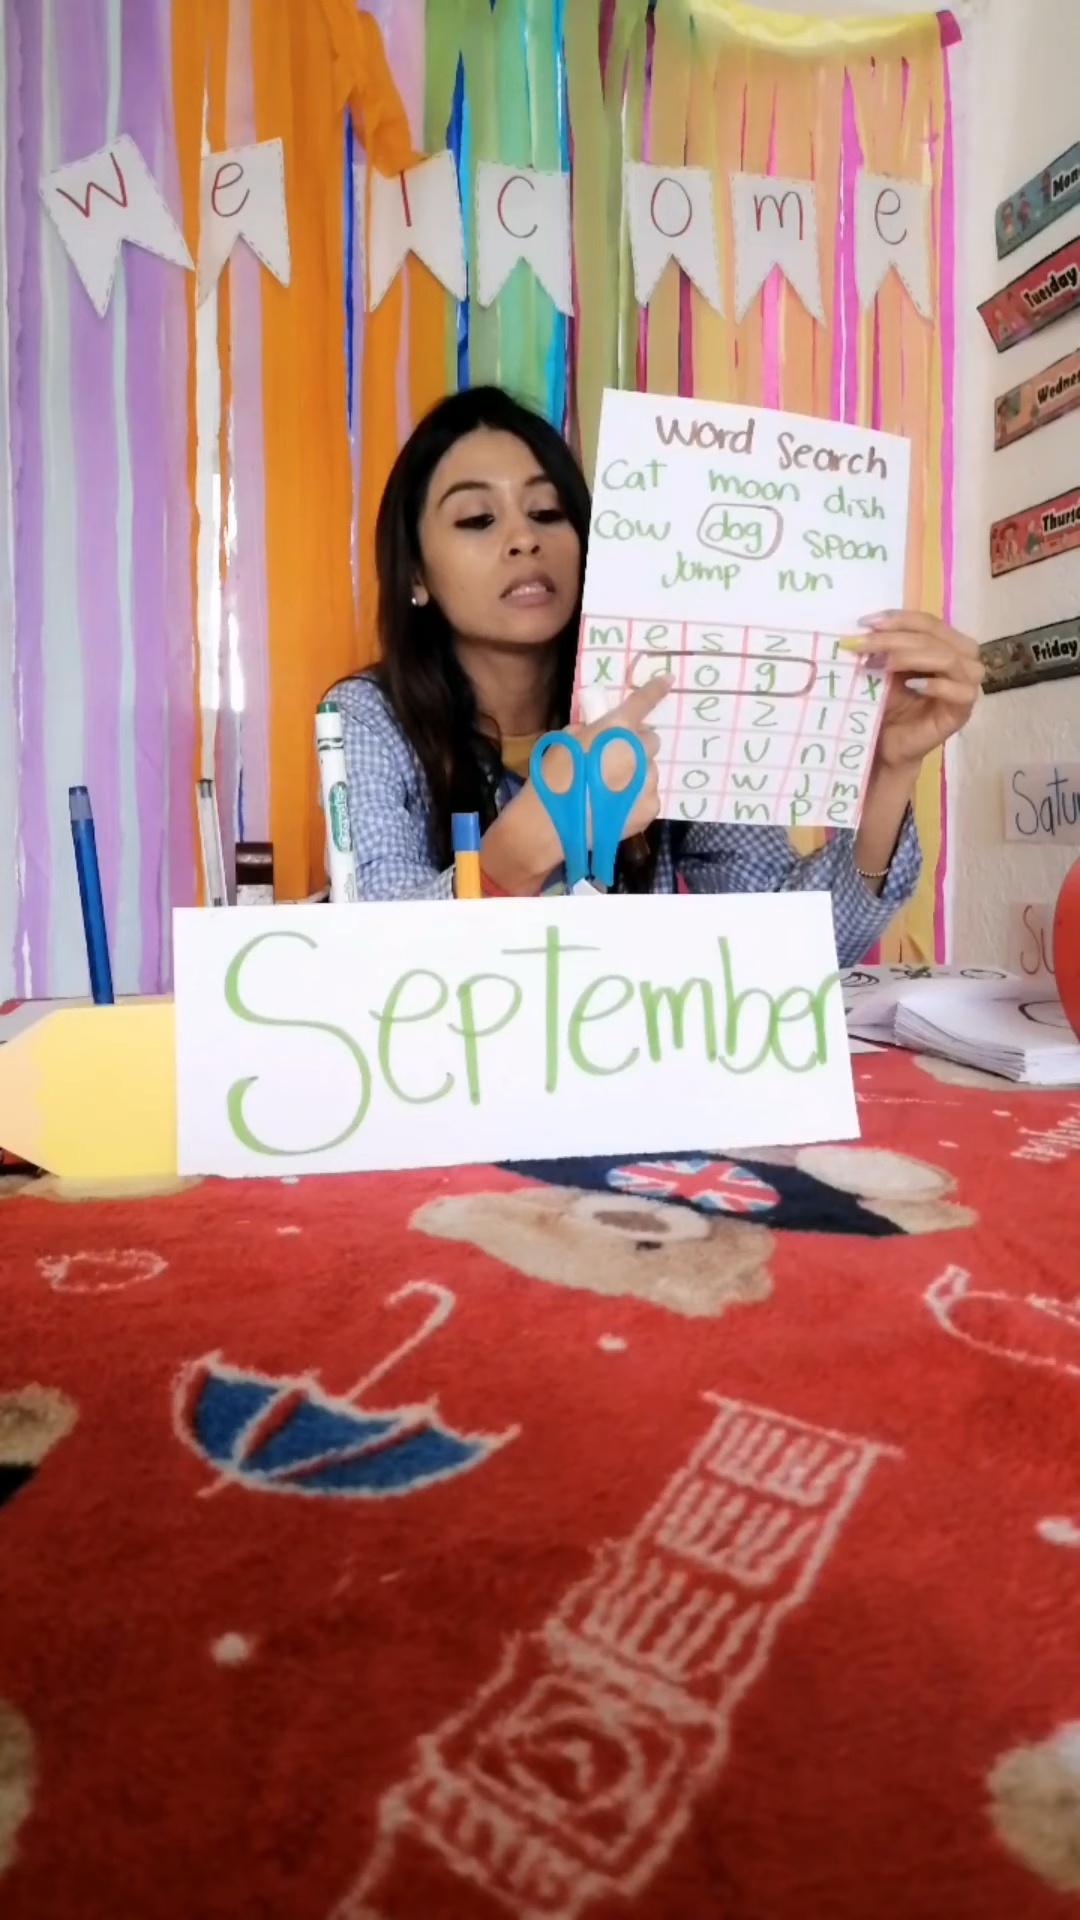 Welcome
Word Search
Cat moon dish
Cow dog spoon
Jump run
m e s z
x d o g t x
e z i s
r u n e
o w j m
u m p e
Tuesday
Friday
September